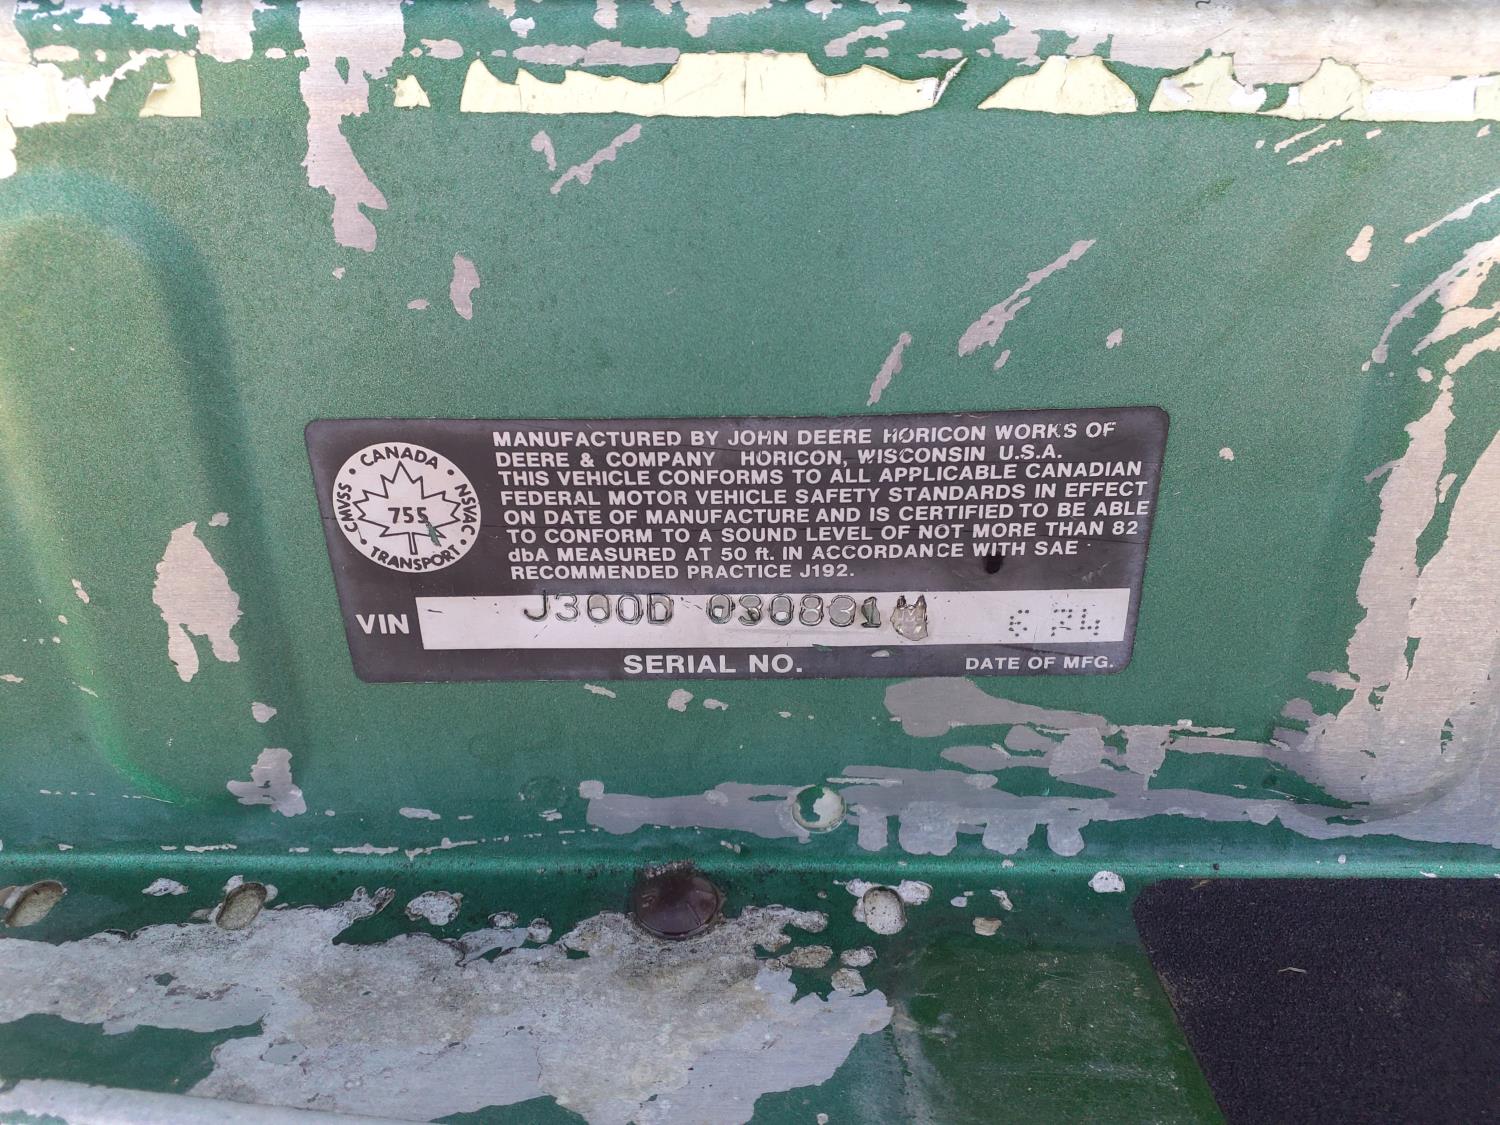 CANADA
CMVSS
NSVAC
755
TRANSPORT
MANUFACTURED BY JOHN DEERE HORICON WORKS OF
DEERE & COMPANY HORICON, WISCONSIN U.S.A.
THIS VEHICLE CONFORMS TO ALL APPLICABLE CANADIAN
FEDERAL MOTOR VEHICLE SAFETY STANDARDS IN EFFECT
ON DATE OF MANUFACTURE AND IS CERTIFIED TO BE ABLE
TO CONFORM TO A SOUND LEVEL OF NOT MORE THAN 82
dbA MEASURED AT 50 ft. IN ACCORDANCE WITH SAE
RECOMMENDED PRACTICE J192.
VIN J300D 030831M
SERIAL NO. DATE OF MFG.